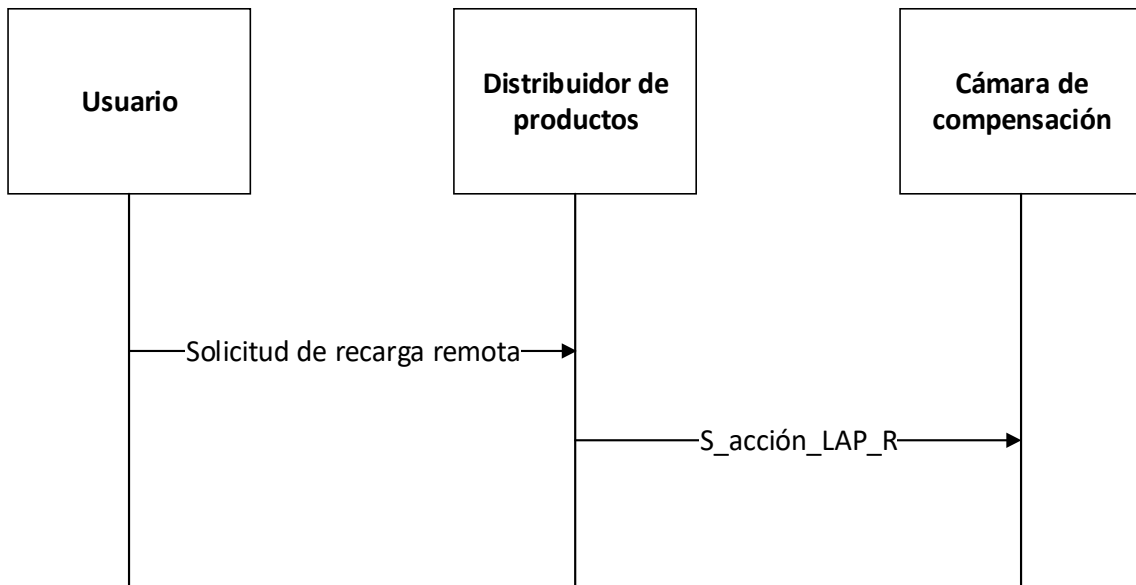 Usuario
Distribuidor de
productos
Cámara de
compensación
Solicitud de recarga remota
S_acción_LAP_R